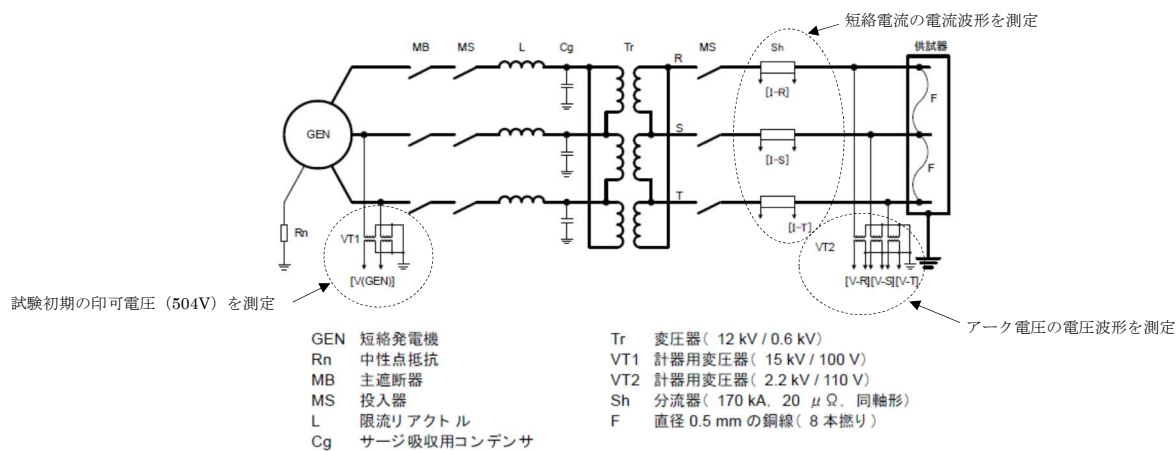 短絡電流の電流波形を測定
MB MS L Cg Tr R MS Sh 供試器
[I-R]
F
GEN S
[I-S]
F
T
[I-T]
Rn VT1 VT2
[V(GEN)] [V-R][V-S][V-T]
試験初期の印可電圧（504V）を測定
アーク電圧の電圧波形を測定
GEN 短絡発電機
Rn 中性点抵抗
MB 主遮断器
MS 投入器
L 限流リアクトル
Cg サージ吸収用コンデンサ
Tr 変圧器( 12 kV / 0.6 kV)
VT1 計器用変圧器( 15 kV / 100 V)
VT2 計器用変圧器( 2.2 kV / 110 V)
Sh 分流器( 170 kA, 20 μΩ, 同軸形)
F 直径 0.5 mm の銅線( 8 本撚り)